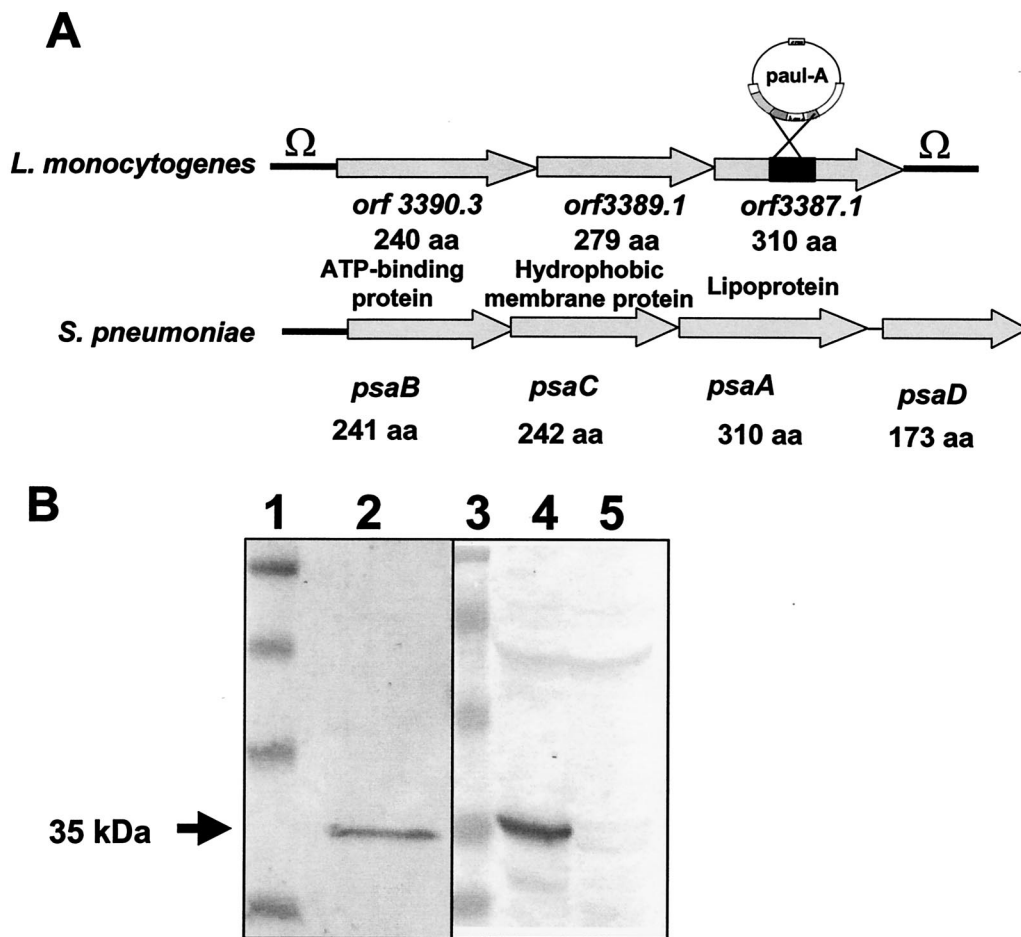 A
paul-A
Ω Ω
L. monocytogenes
orf 3390.3 orf3389.1 orf3387.1
240 aa 279 aa 310 aa
ATP-binding protein Hydrophobic membrane protein Lipoprotein
S. pneumoniae
psaB psaC psaA psaD
241 aa 242 aa 310 aa 173 aa
B
1 2 3 4 5
35 kDa